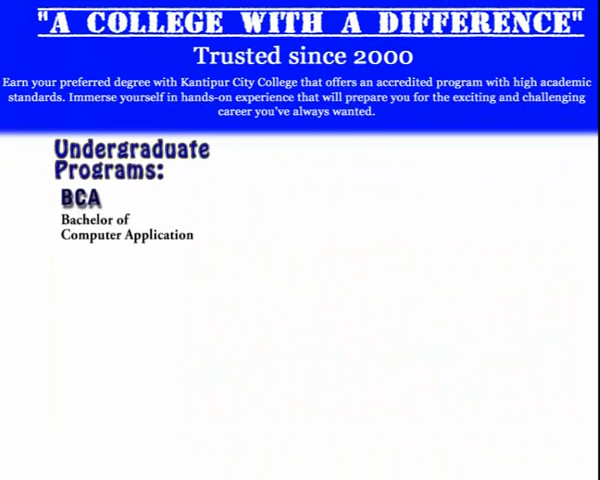 "A COLLEGE WITH A DIFFERENCE"
Trusted since 2000
Earn your preferred degree with Kantipur City College that offers an accredited program with high academic
standards. Immerse yourself in hands-on experience that will prepare you for the exciting and challenging
career you've always wanted.
Undergraduate
Programs:
BCA
Bachelor of
Computer Application